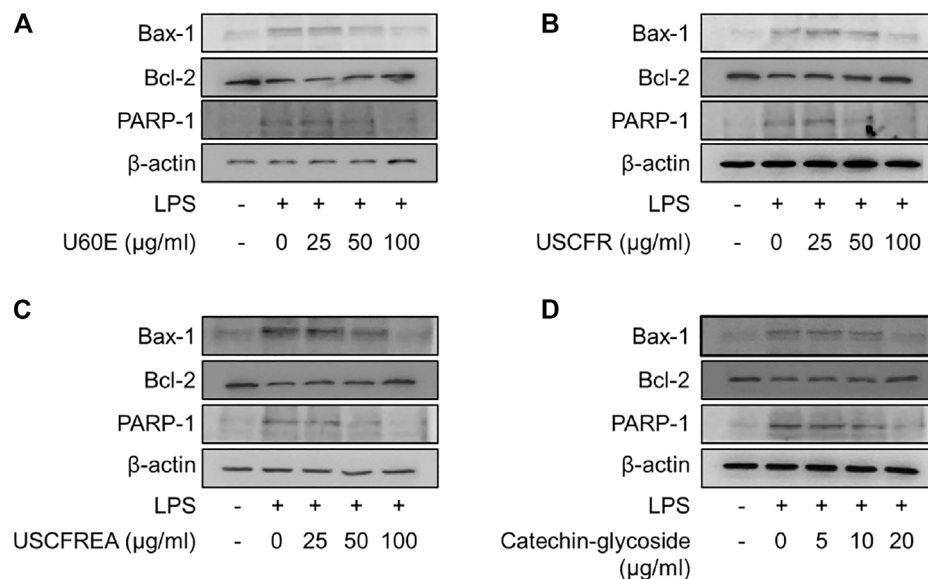 A
Bax-1
Bcl-2
PARP-1
β-actin
LPS - + + + +
U60E (μg/ml) - 0 25 50 100
B
Bax-1
Bcl-2
PARP-1
β-actin
LPS - + + + +
USCFR (μg/ml) - 0 25 50 100
C
Bax-1
Bcl-2
PARP-1
β-actin
LPS - + + + +
USCFREA (μg/ml) - 0 25 50 100
D
Bax-1
Bcl-2
PARP-1
β-actin
LPS - + + + +
Catechin-glycoside - 0 5 10 20
(μg/ml)